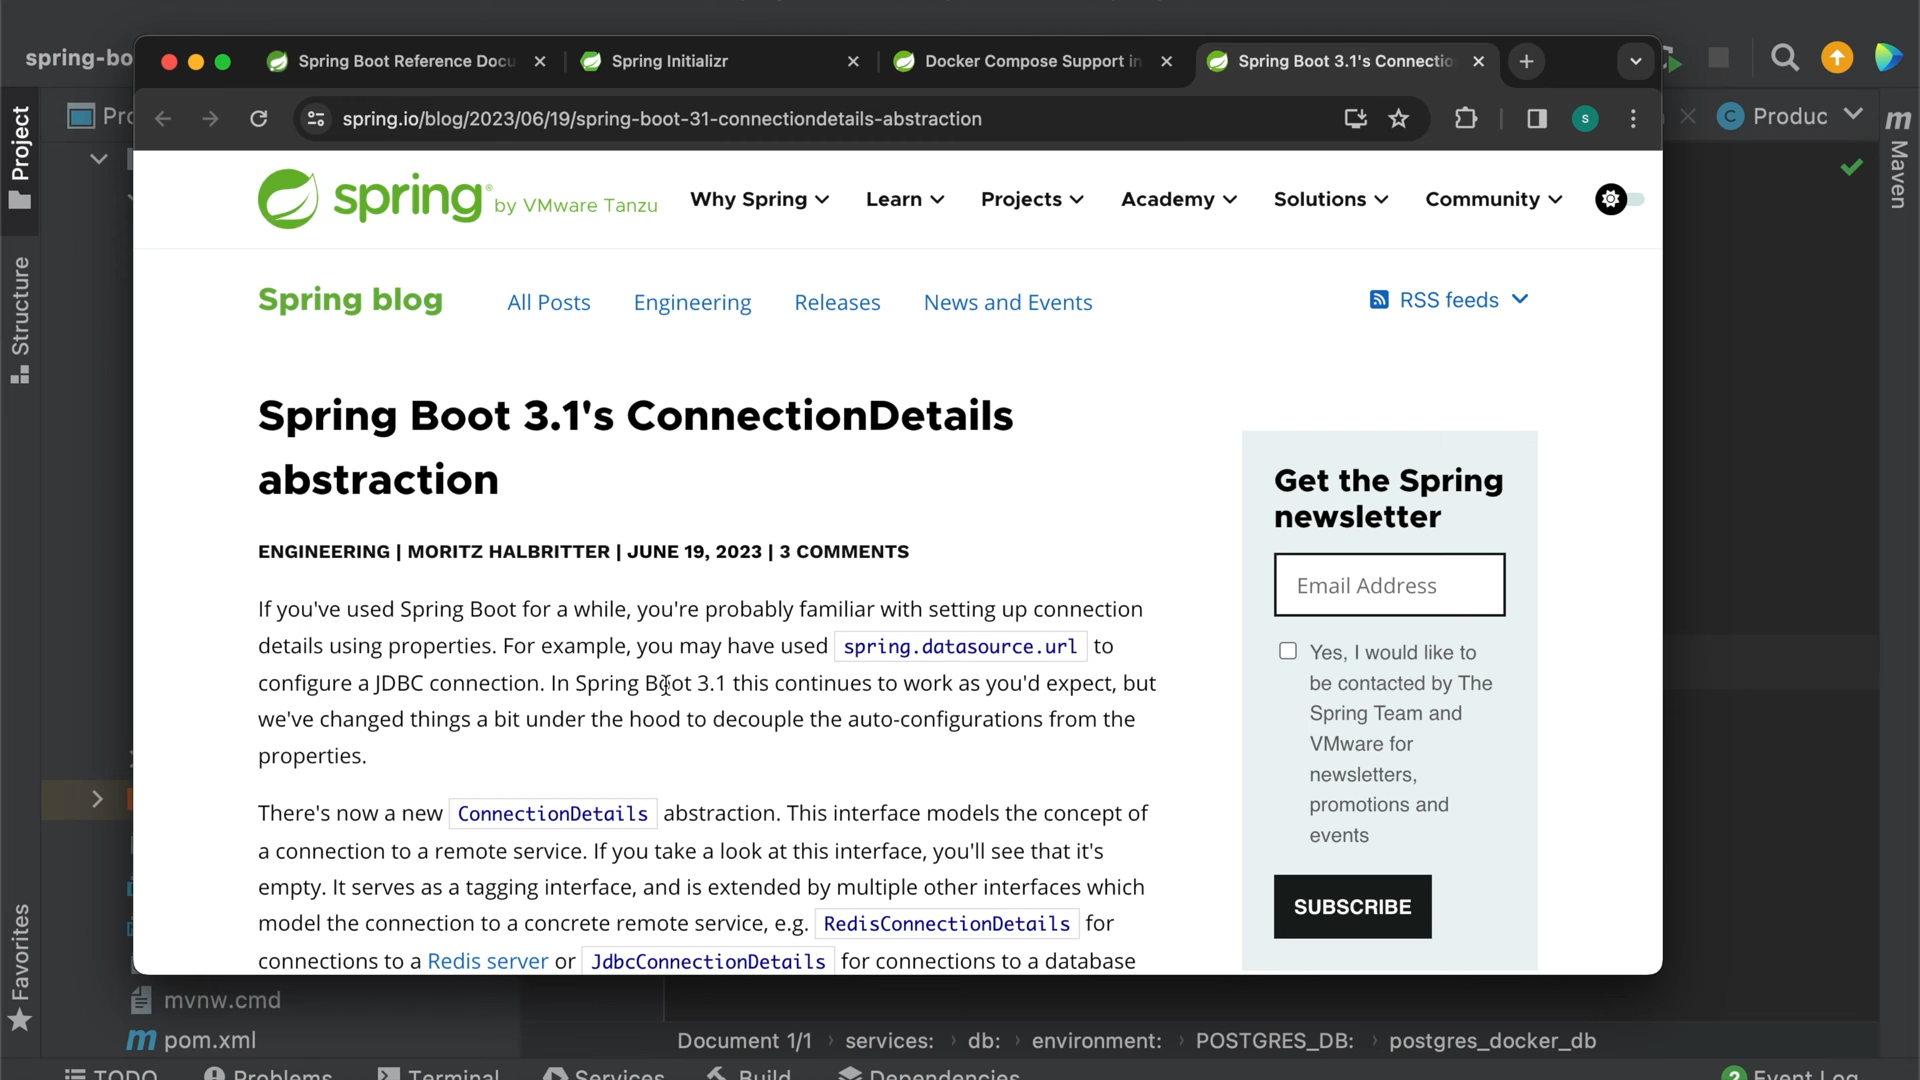 spring-bo
Spring Boot Reference Docu
Spring Initializr
Docker Compose Support in
Spring Boot 3.1's Connectio
spring.io/blog/2023/06/19/spring-boot-31-connectiondetails-abstraction
S
Project
C Produc
m Maven
spring® by VMware Tanzu
Why Spring
Learn
Projects
Academy
Solutions
Community
Structure
Spring blog
All Posts
Engineering
Releases
News and Events
RSS feeds
Spring Boot 3.1's ConnectionDetails
abstraction
ENGINEERING | MORITZ HALBRITTER | JUNE 19, 2023 | 3 COMMENTS
If you've used Spring Boot for a while, you're probably familiar with setting up connection
details using properties. For example, you may have used spring.datasource.url to
configure a JDBC connection. In Spring Boot 3.1 this continues to work as you'd expect, but
we've changed things a bit under the hood to decouple the auto-configurations from the
properties.
There's now a new ConnectionDetails abstraction. This interface models the concept of
a connection to a remote service. If you take a look at this interface, you'll see that it's
empty. It serves as a tagging interface, and is extended by multiple other interfaces which
model the connection to a concrete remote service, e.g. RedisConnectionDetails for
connections to a Redis server or JdbcConnectionDetails for connections to a database
Get the Spring
newsletter
Email Address
Yes, I would like to
be contacted by The
Spring Team and
VMware for
newsletters,
promotions and
events
SUBSCRIBE
Favorites
mvnw.cmd
m pom.xml
Document 1/1 › services: › db: › environment: › POSTGRES_DB: › postgres_docker_db
TODO
Problems
Terminal
Services
Build
Dependencies
2 Event Log